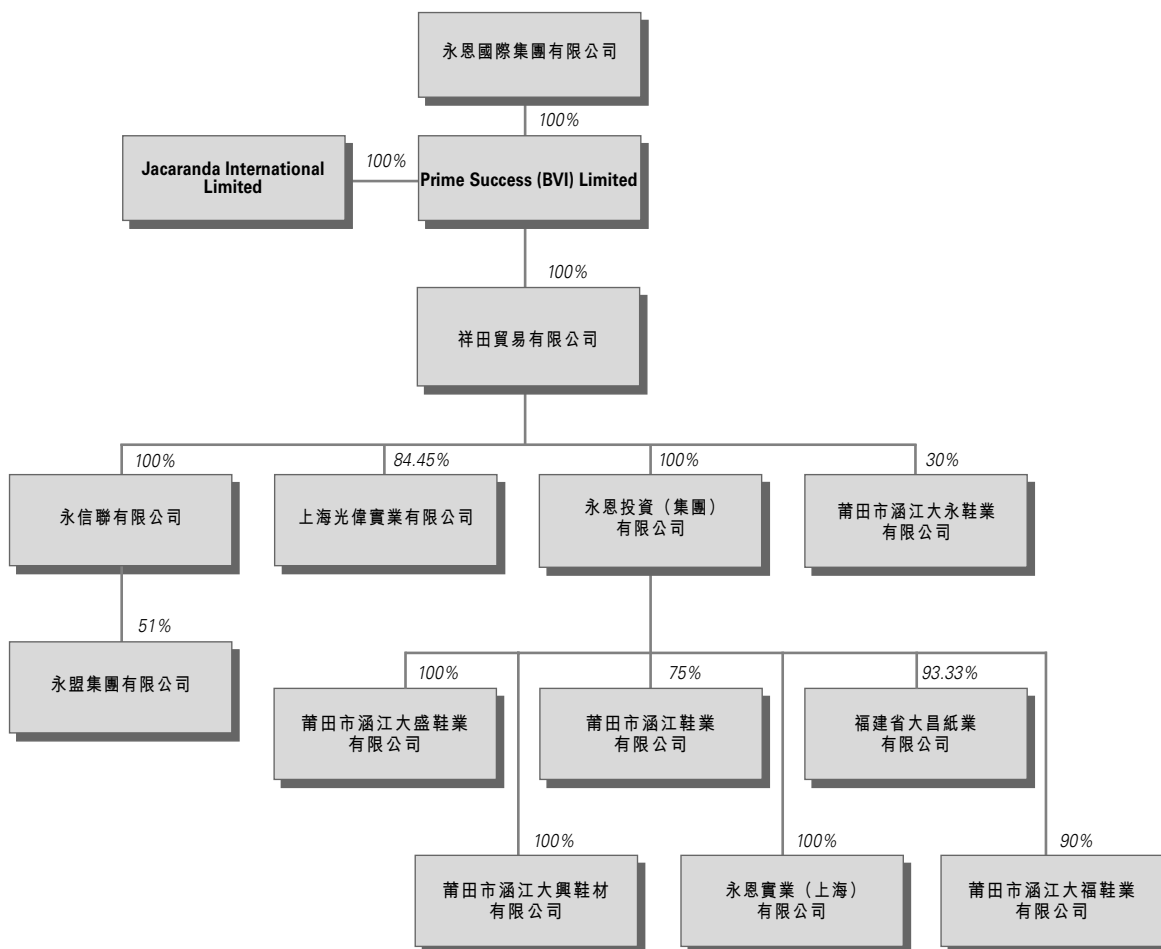 永恩國際集團有限公司
100%
Jacaranda International
Limited
100%
Prime Success (BVI) Limited
100%
祥田貿易有限公司
100%
84.45%
100%
30%
永信聯有限公司
上海光偉實業有限公司
永恩投資（集團）
有限公司
莆田市涵江大永鞋業
有限公司
51%
永盟集團有限公司
100%
75%
93.33%
莆田市涵江大盛鞋業
有限公司
莆田市涵江鞋業
有限公司
福建省大昌紙業
有限公司
100%
100%
90%
莆田市涵江大興鞋材
有限公司
永恩實業（上海）
有限公司
莆田市涵江大福鞋業
有限公司